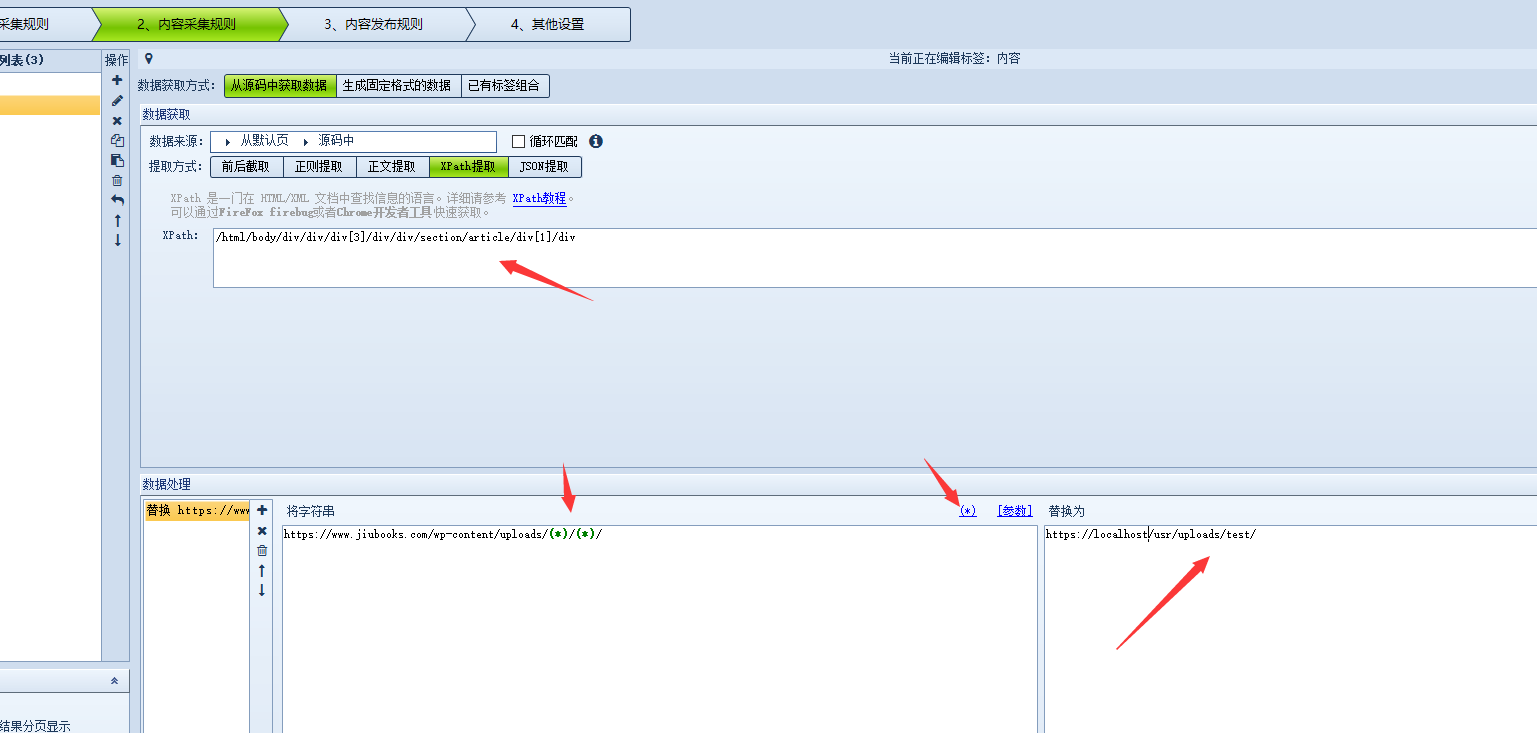 采集规则
2、内容采集规则
3、内容发布规则
4、其他设置
列表(3)
操作
当前正在编辑标签：内容
数据获取方式：
从源码中获取数据
生成固定格式的数据
已有标签组合
数据获取
数据来源：
从默认页
源码中
循环匹配
提取方式：
前后截取
正则提取
正文提取
XPath提取
JSON提取
XPath 是一门在 HTML/XML 文档中查找信息的语言。详细请参考 XPath教程。
可以通过FireFox firebug或者Chrome开发者工具快速获取。
XPath:
/html/body/div/div/div[3]/div/div/section/article/div[1]/div
数据处理
替换 https://www
将字符串
(*)
[参数]
替换为
https://www.jiubooks.com/wp-content/uploads/(*)/(*)/
https://localhost/usr/uploads/test/
结果分页显示